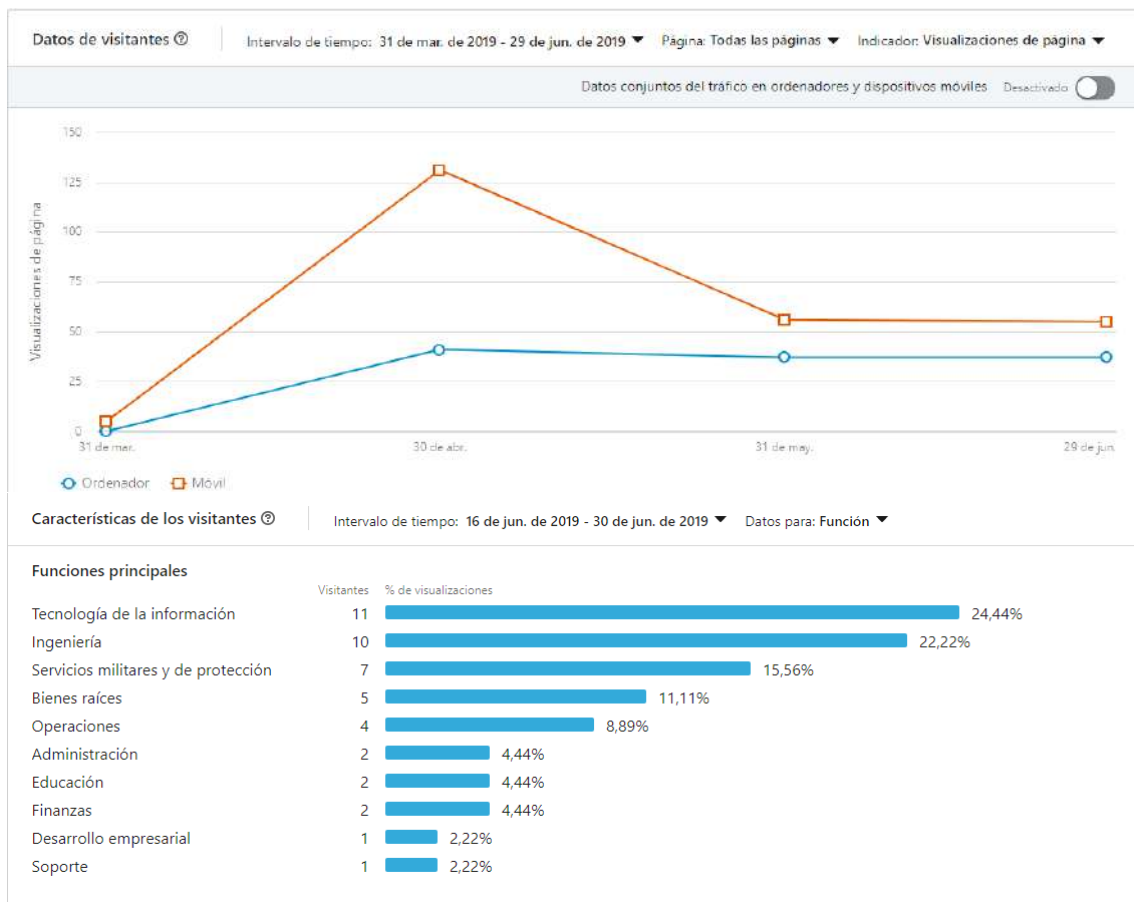 Datos de visitantes Intervalo de tiempo: 31 de mar. de 2019 - 29 de jun. de 2019 Página: Todas las páginas Indicador: Visualizaciones de página
Datos conjuntos del tráfico en ordenadores y dispositivos móviles Desactivado
Visualizaciones de página
150
125
100
75
50
25
0
31 de mar. 30 de abr. 31 de may. 29 de jun.
Ordenador Móvil
Características de los visitantes Intervalo de tiempo: 16 de jun. de 2019 - 30 de jun. de 2019 Datos para: Función
Funciones principales
Visitantes % de visualizaciones
Tecnología de la información 11 24,44%
Ingeniería 10 22,22%
Servicios militares y de protección 7 15,56%
Bienes raíces 5 11,11%
Operaciones 4 8,89%
Administración 2 4,44%
Educación 2 4,44%
Finanzas 2 4,44%
Desarrollo empresarial 1 2,22%
Soporte 1 2,22%